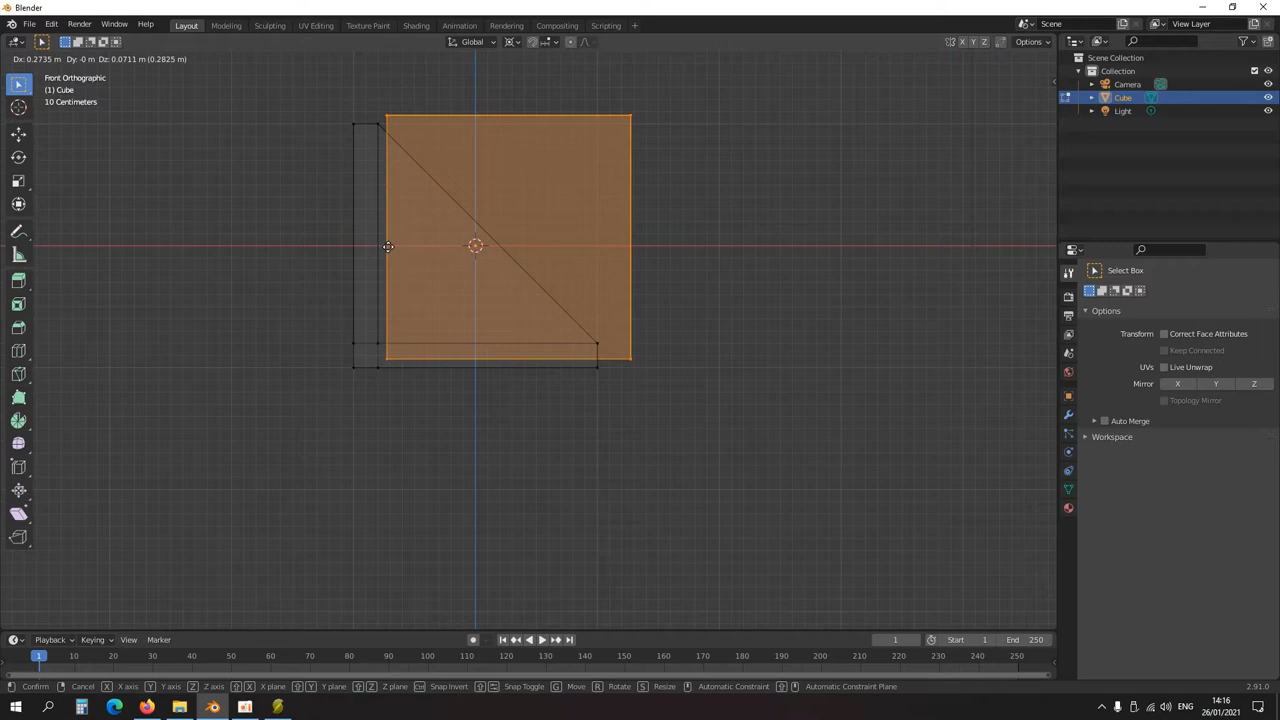 Blender
File Edit Render Window Help Layout Modeling Sculpting UV Editing Texture Paint Shading Animation Rendering Compositing Scripting + Scene View Layer
Global X Y Z Options
Dx: 0.2735 m Dy: -0 m Dz: 0.0711 m (0.2825 m)
Front Orthographic
(1) Cube
10 Centimeters
Scene Collection
Collection
Camera
Cube
Light
Select Box
Options
Transform Correct Face Attributes
Keep Connected
UVs Live Unwrap
Mirror X Y Z
Topology Mirror
Auto Merge
Workspace
Playback Keying View Marker 1 Start 1 End 250
1 10 20 30 40 50 60 70 80 90 100 110 120 130 140 150 160 170 180 190 200 210 220 230 240 250
Confirm Cancel X X axis Y Y axis Z Z axis X X plane Y Y plane Z Z plane Snap Invert Snap Toggle G Move R Rotate S Resize Automatic Constraint Automatic Constraint Plane 2.91.0
ENG 14:16
26/01/2021